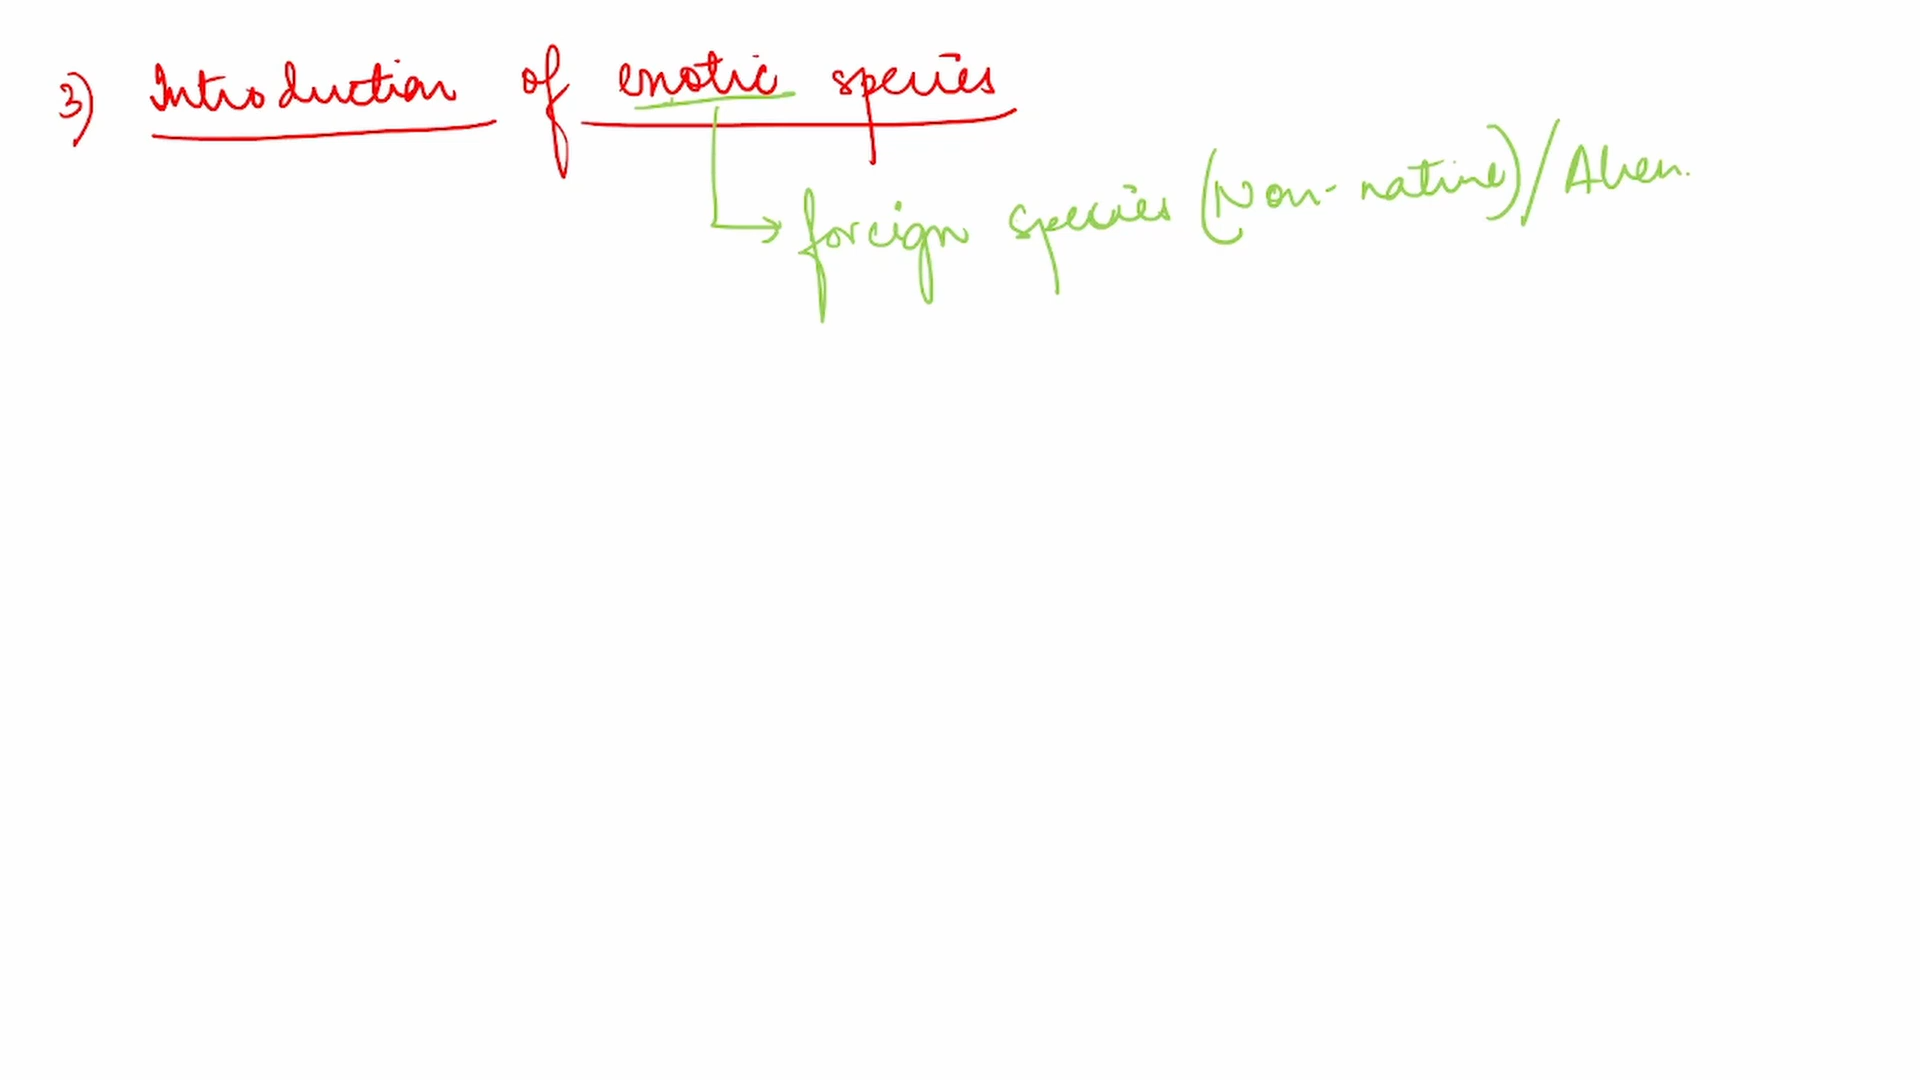 3) Introduction of exotic species
foreign species (Non-native)/Alien.